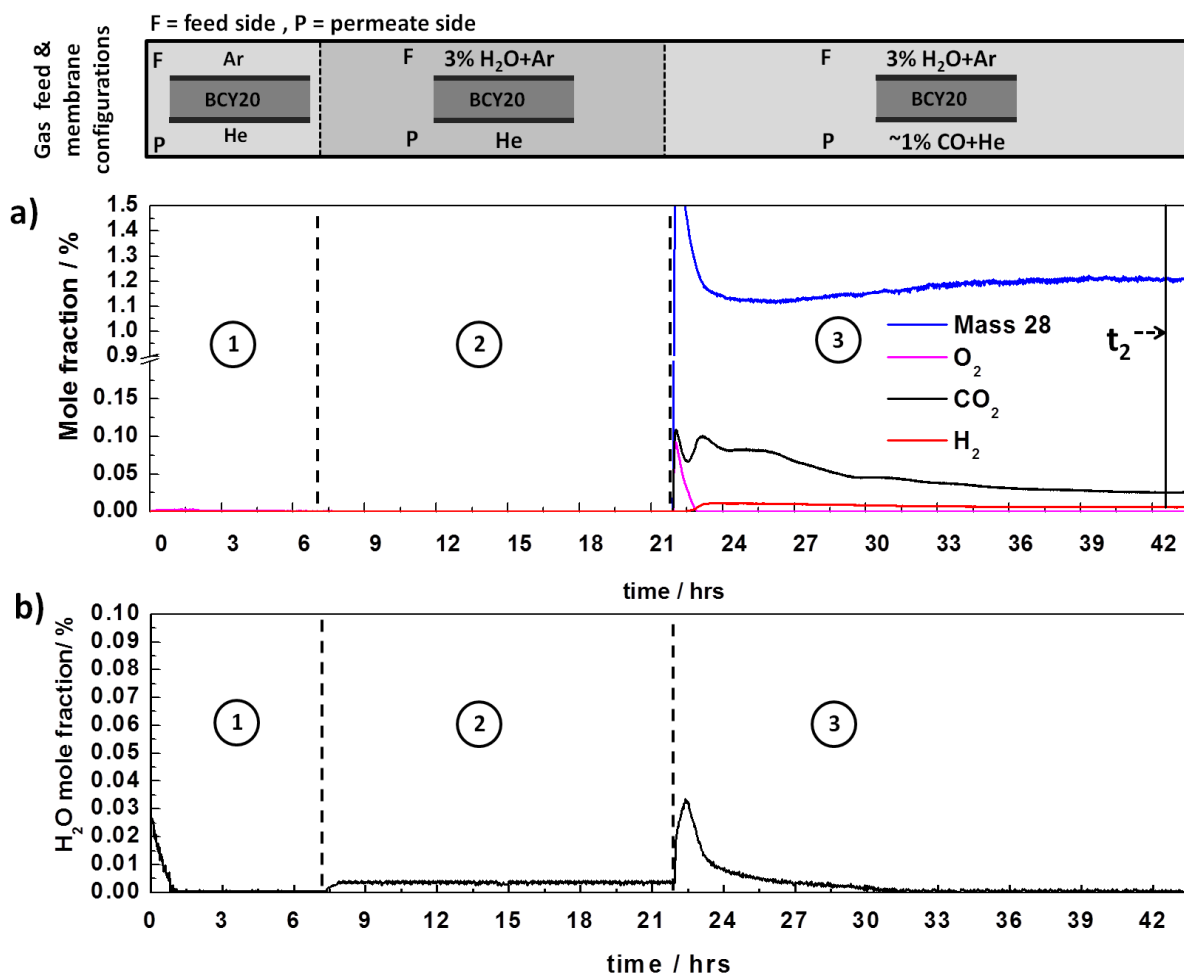 F = feed side , P = permeate side
Gas feed &
membrane
configurations
F Ar F 3% H₂O+Ar F 3% H₂O+Ar
BCY20 BCY20 BCY20
P He P He P ~1% CO+He
a)
Mole fraction / %
1.5
1.4
1.3
1.2
1.1
1.0
0.9
0.15
0.10
0.05
0.00
1 2 3
Mass 28
O₂
CO₂
H₂
t₂
0 3 6 9 12 15 18 21 24 27 30 33 36 39 42
time / hrs
b)
H₂O mole fraction/ %
0.10
0.09
0.08
0.07
0.06
0.05
0.04
0.03
0.02
0.01
0.00
1 2 3
0 3 6 9 12 15 18 21 24 27 30 33 36 39 42
time / hrs